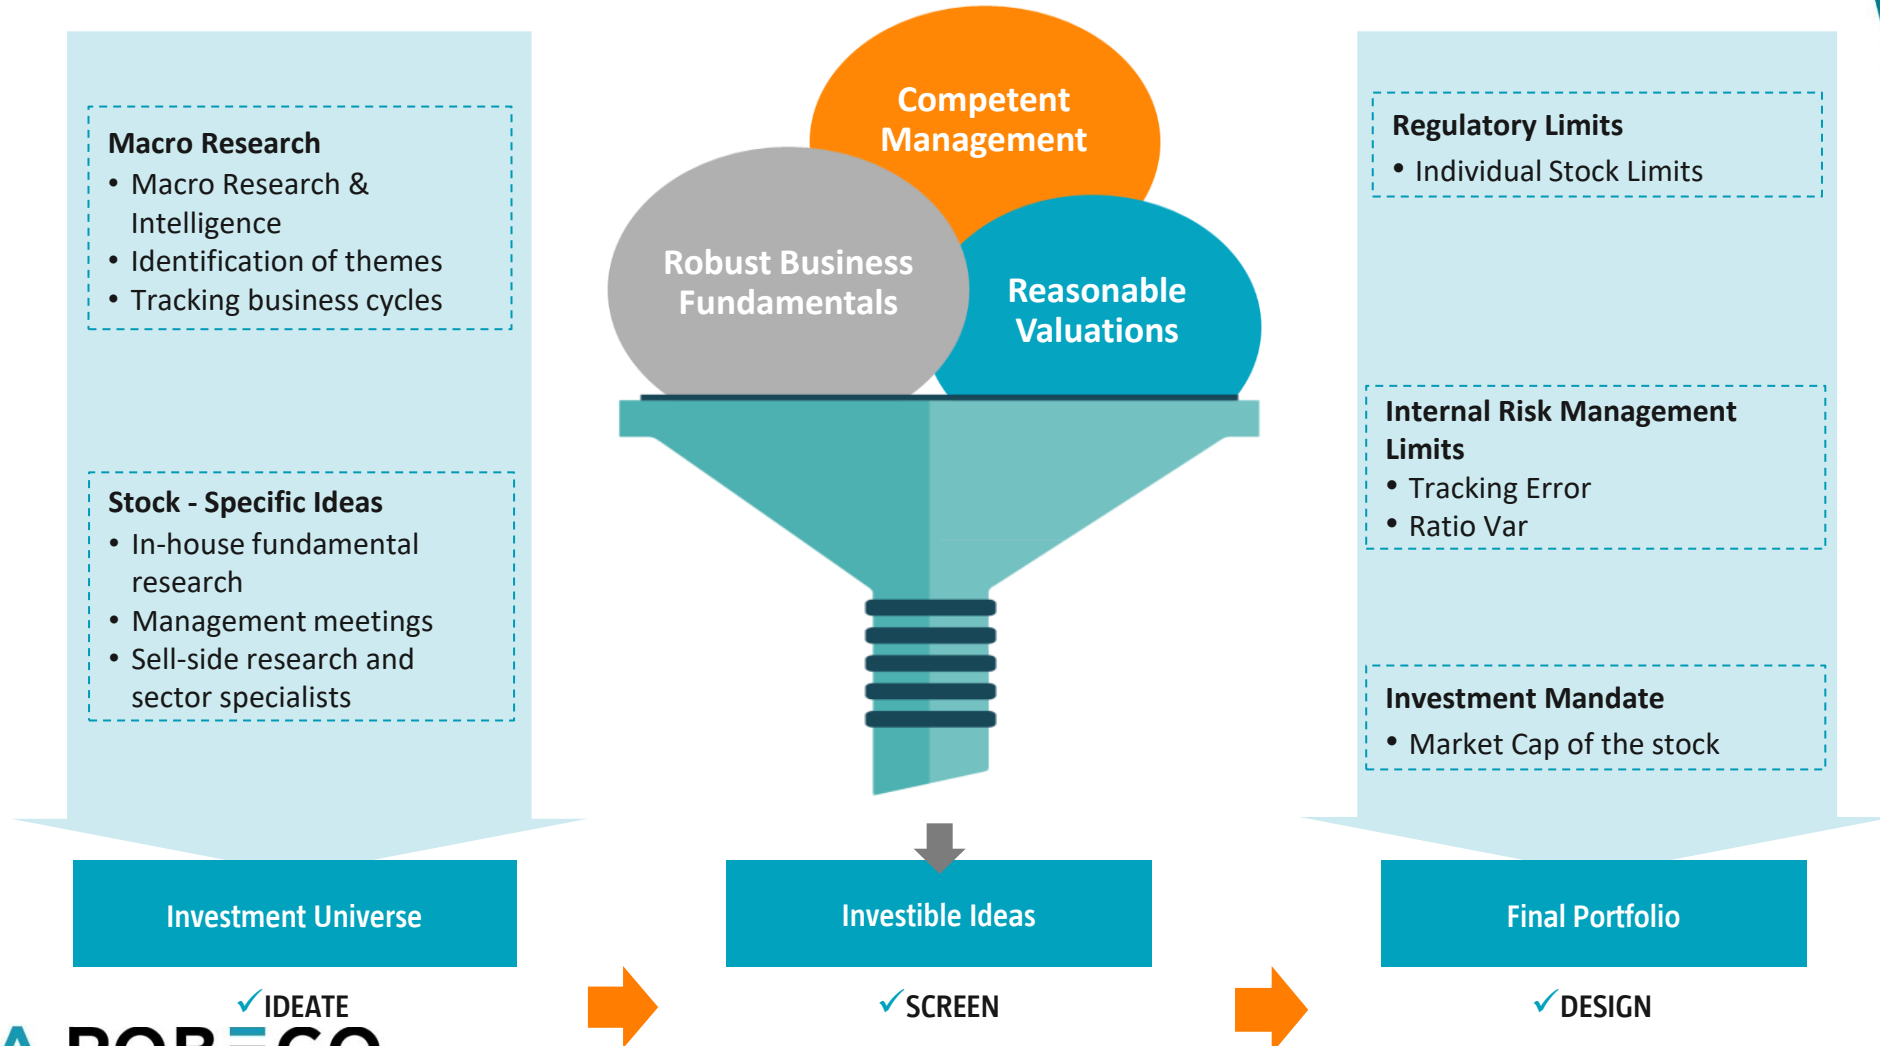 Macro Research
• Macro Research &
Intelligence
• Identification of themes
• Tracking business cycles
Stock - Specific Ideas
• In-house fundamental
research
• Management meetings
• Sell-side research and
sector specialists
Investment Universe
✓IDEATE
Competent
Management
Robust Business
Fundamentals
Reasonable
Valuations
Investible Ideas
✓SCREEN
Regulatory Limits
• Individual Stock Limits
Internal Risk Management
Limits
• Tracking Error
• Ratio Var
Investment Mandate
• Market Cap of the stock
Final Portfolio
✓DESIGN
ROBECO